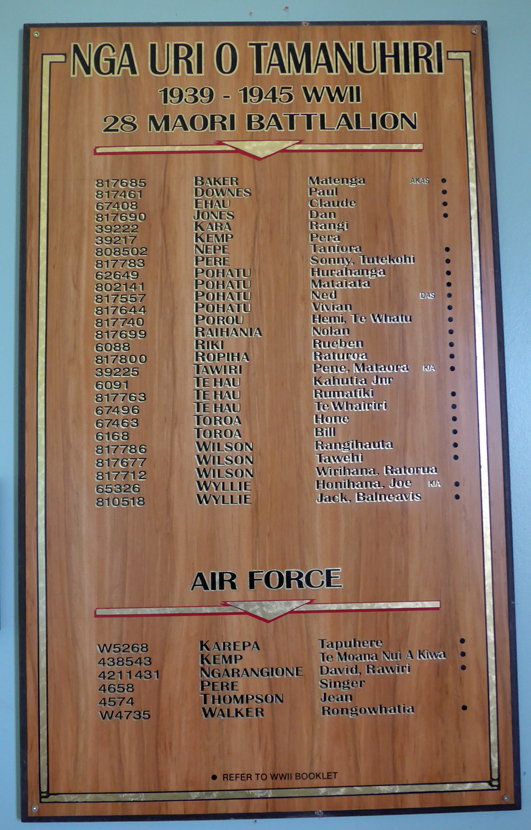 NGA URI O TAMANUHIRI
1939 - 1945 WWII
28 MAORI BATTLALION
817685 BAKER Matenga AKAS •
817461 DOWNES Paul •
67408 EHAU Claude •
817690 JONES Dan •
39222 KARA Rangi
39217 KEMP Pera
808502 NEPE Taniora •
817783 PERE Sonny, Tutekohi •
62649 POHATU Hurahanga •
802141 POHATU Mataiata •
817557 POHATU Ned DAS •
817644 POHATU Vivian •
817740 POROU Hemi, Te Whatu •
817699 RAIHANIA Nolan •
6088 RIKI Rueben •
817800 ROPIHA Raturoa •
39225 TAWIRI Pene, Mataora KIA •
6091 TE HAU Kahutia Jnr
817763 TE HAU Rumatiki •
67496 TE HAU Te Whairiri •
67463 TOROA Hone •
6168 TOROA Bill •
817786 WILSON Rangihauta •
817677 WILSON Tawehi •
817712 WILSON Wirihana, Ratorua
65326 WYLLIE Honihana, Joe KIA •
810518 WYLLIE Jack, Balneavis •
AIR FORCE
W5268 KAREPA Tapuhere •
438543 KEMP Te Moana Nui A Kiwa •
4211431 NGARANGIONE David, Rawiri •
4658 PERE Singer
4574 THOMPSON Jean
W4735 WALKER Rongowhatia •
• REFER TO WWII BOOKLET